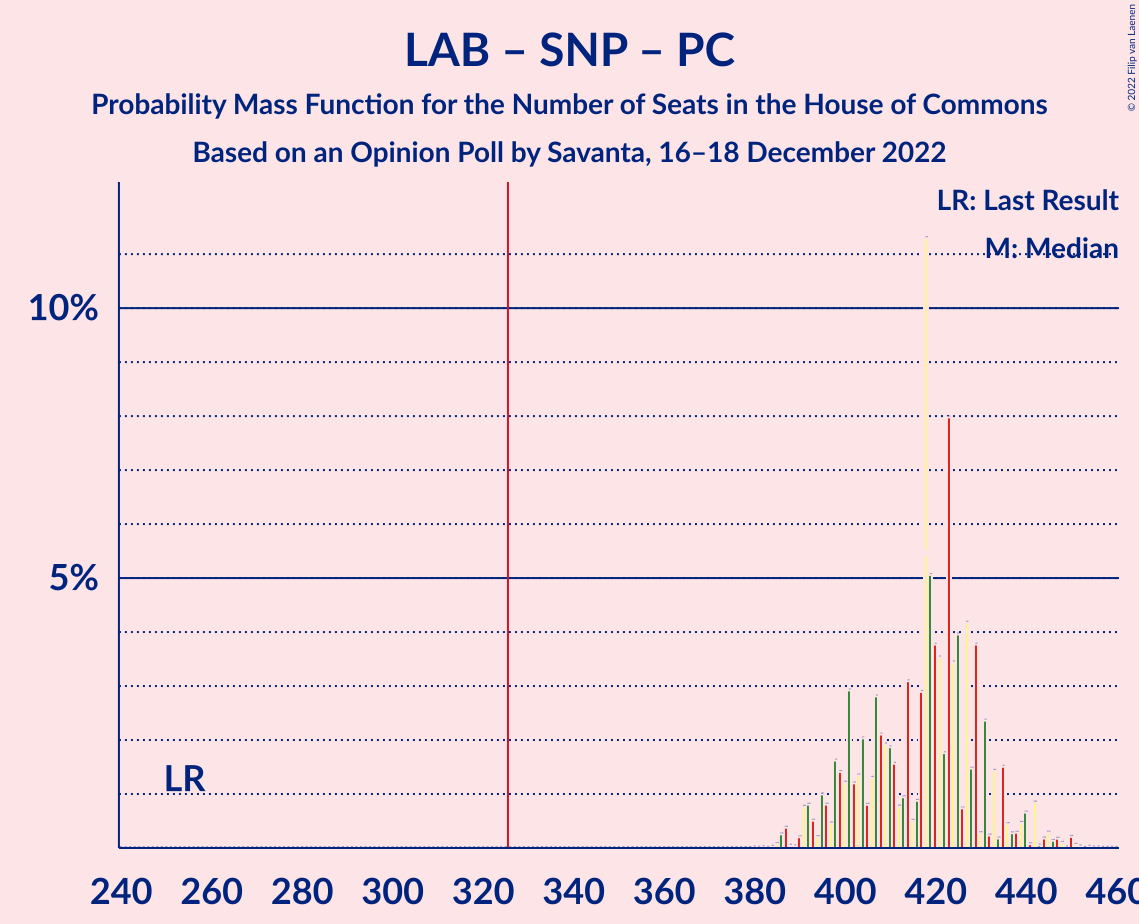 LAB – SNP – PC
Probability Mass Function for the Number of Seats in the House of Commons
Based on an Opinion Poll by Savanta, 16–18 December 2022
© 2022 Filip van Laenen
LR: Last Result
M: Median
10%
5%
LR
240 260 280 300 320 340 360 380 400 420 440 460